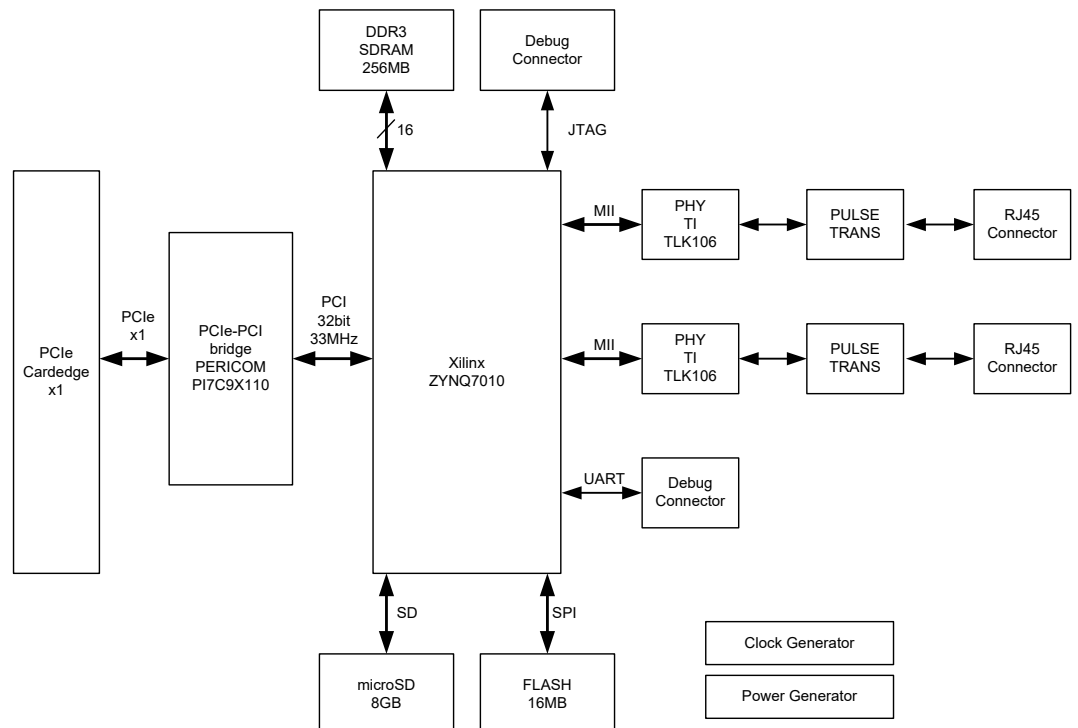 DDR3
SDRAM
256MB
Debug
Connector
16
JTAG
PCIe
Cardedge
x1
PCIe
x1
PCIe-PCI
bridge
PERICOM
PI7C9X110
PCI
32bit
33MHz
Xilinx
ZYNQ7010
MII
PHY
TI
TLK106
PULSE
TRANS
RJ45
Connector
MII
PHY
TI
TLK106
PULSE
TRANS
RJ45
Connector
UART
Debug
Connector
SD
SPI
microSD
8GB
FLASH
16MB
Clock Generator
Power Generator